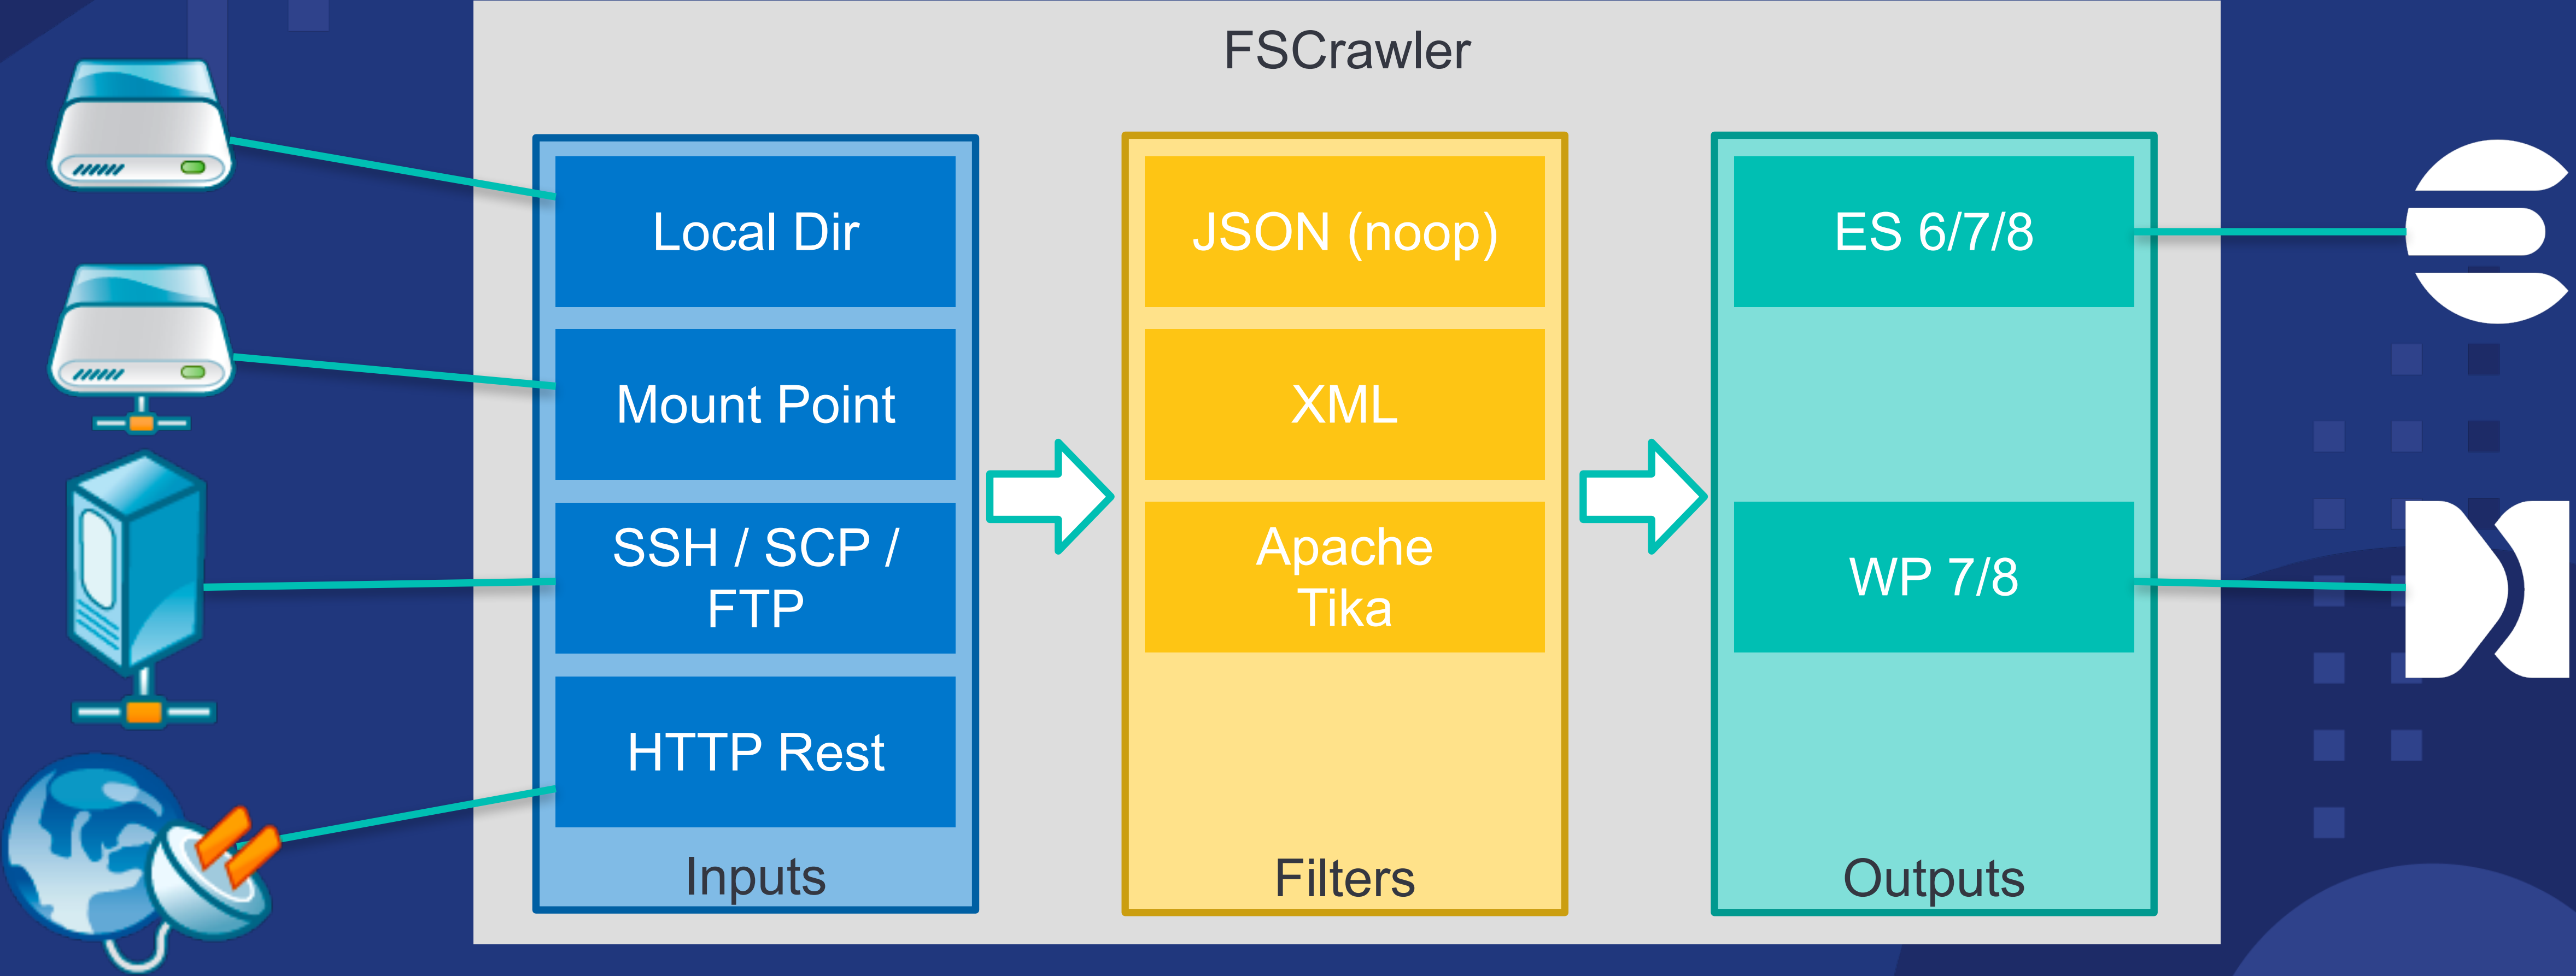 FSCrawler
Local Dir
Mount Point
SSH / SCP /
FTP
HTTP Rest
Inputs
JSON (noop)
XML
Apache
Tika
Filters
ES 6/7/8
WP 7/8
Outputs